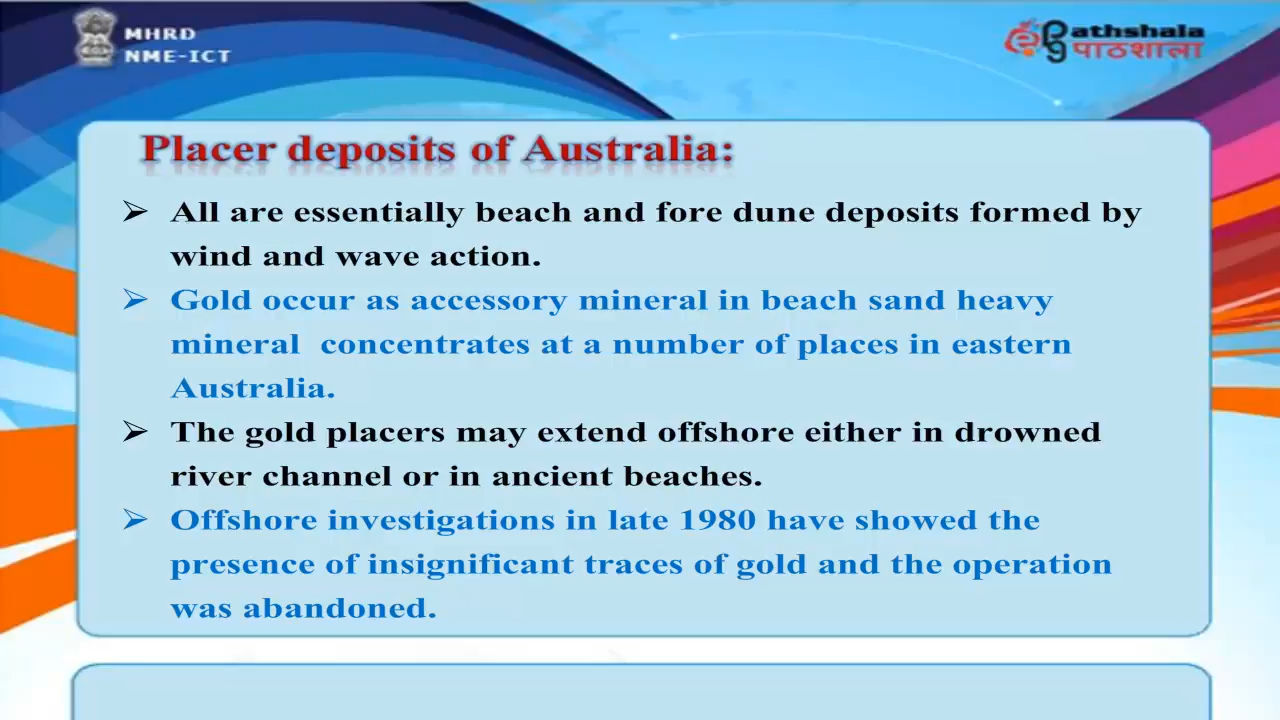 MHRD
NME-ICT
epg athshala
पाठशाला
Placer deposits of Australia:
➢ All are essentially beach and fore dune deposits formed by
wind and wave action.
➢ Gold occur as accessory mineral in beach sand heavy
mineral concentrates at a number of places in eastern
Australia.
➢ The gold placers may extend offshore either in drowned
river channel or in ancient beaches.
➢ Offshore investigations in late 1980 have showed the
presence of insignificant traces of gold and the operation
was abandoned.